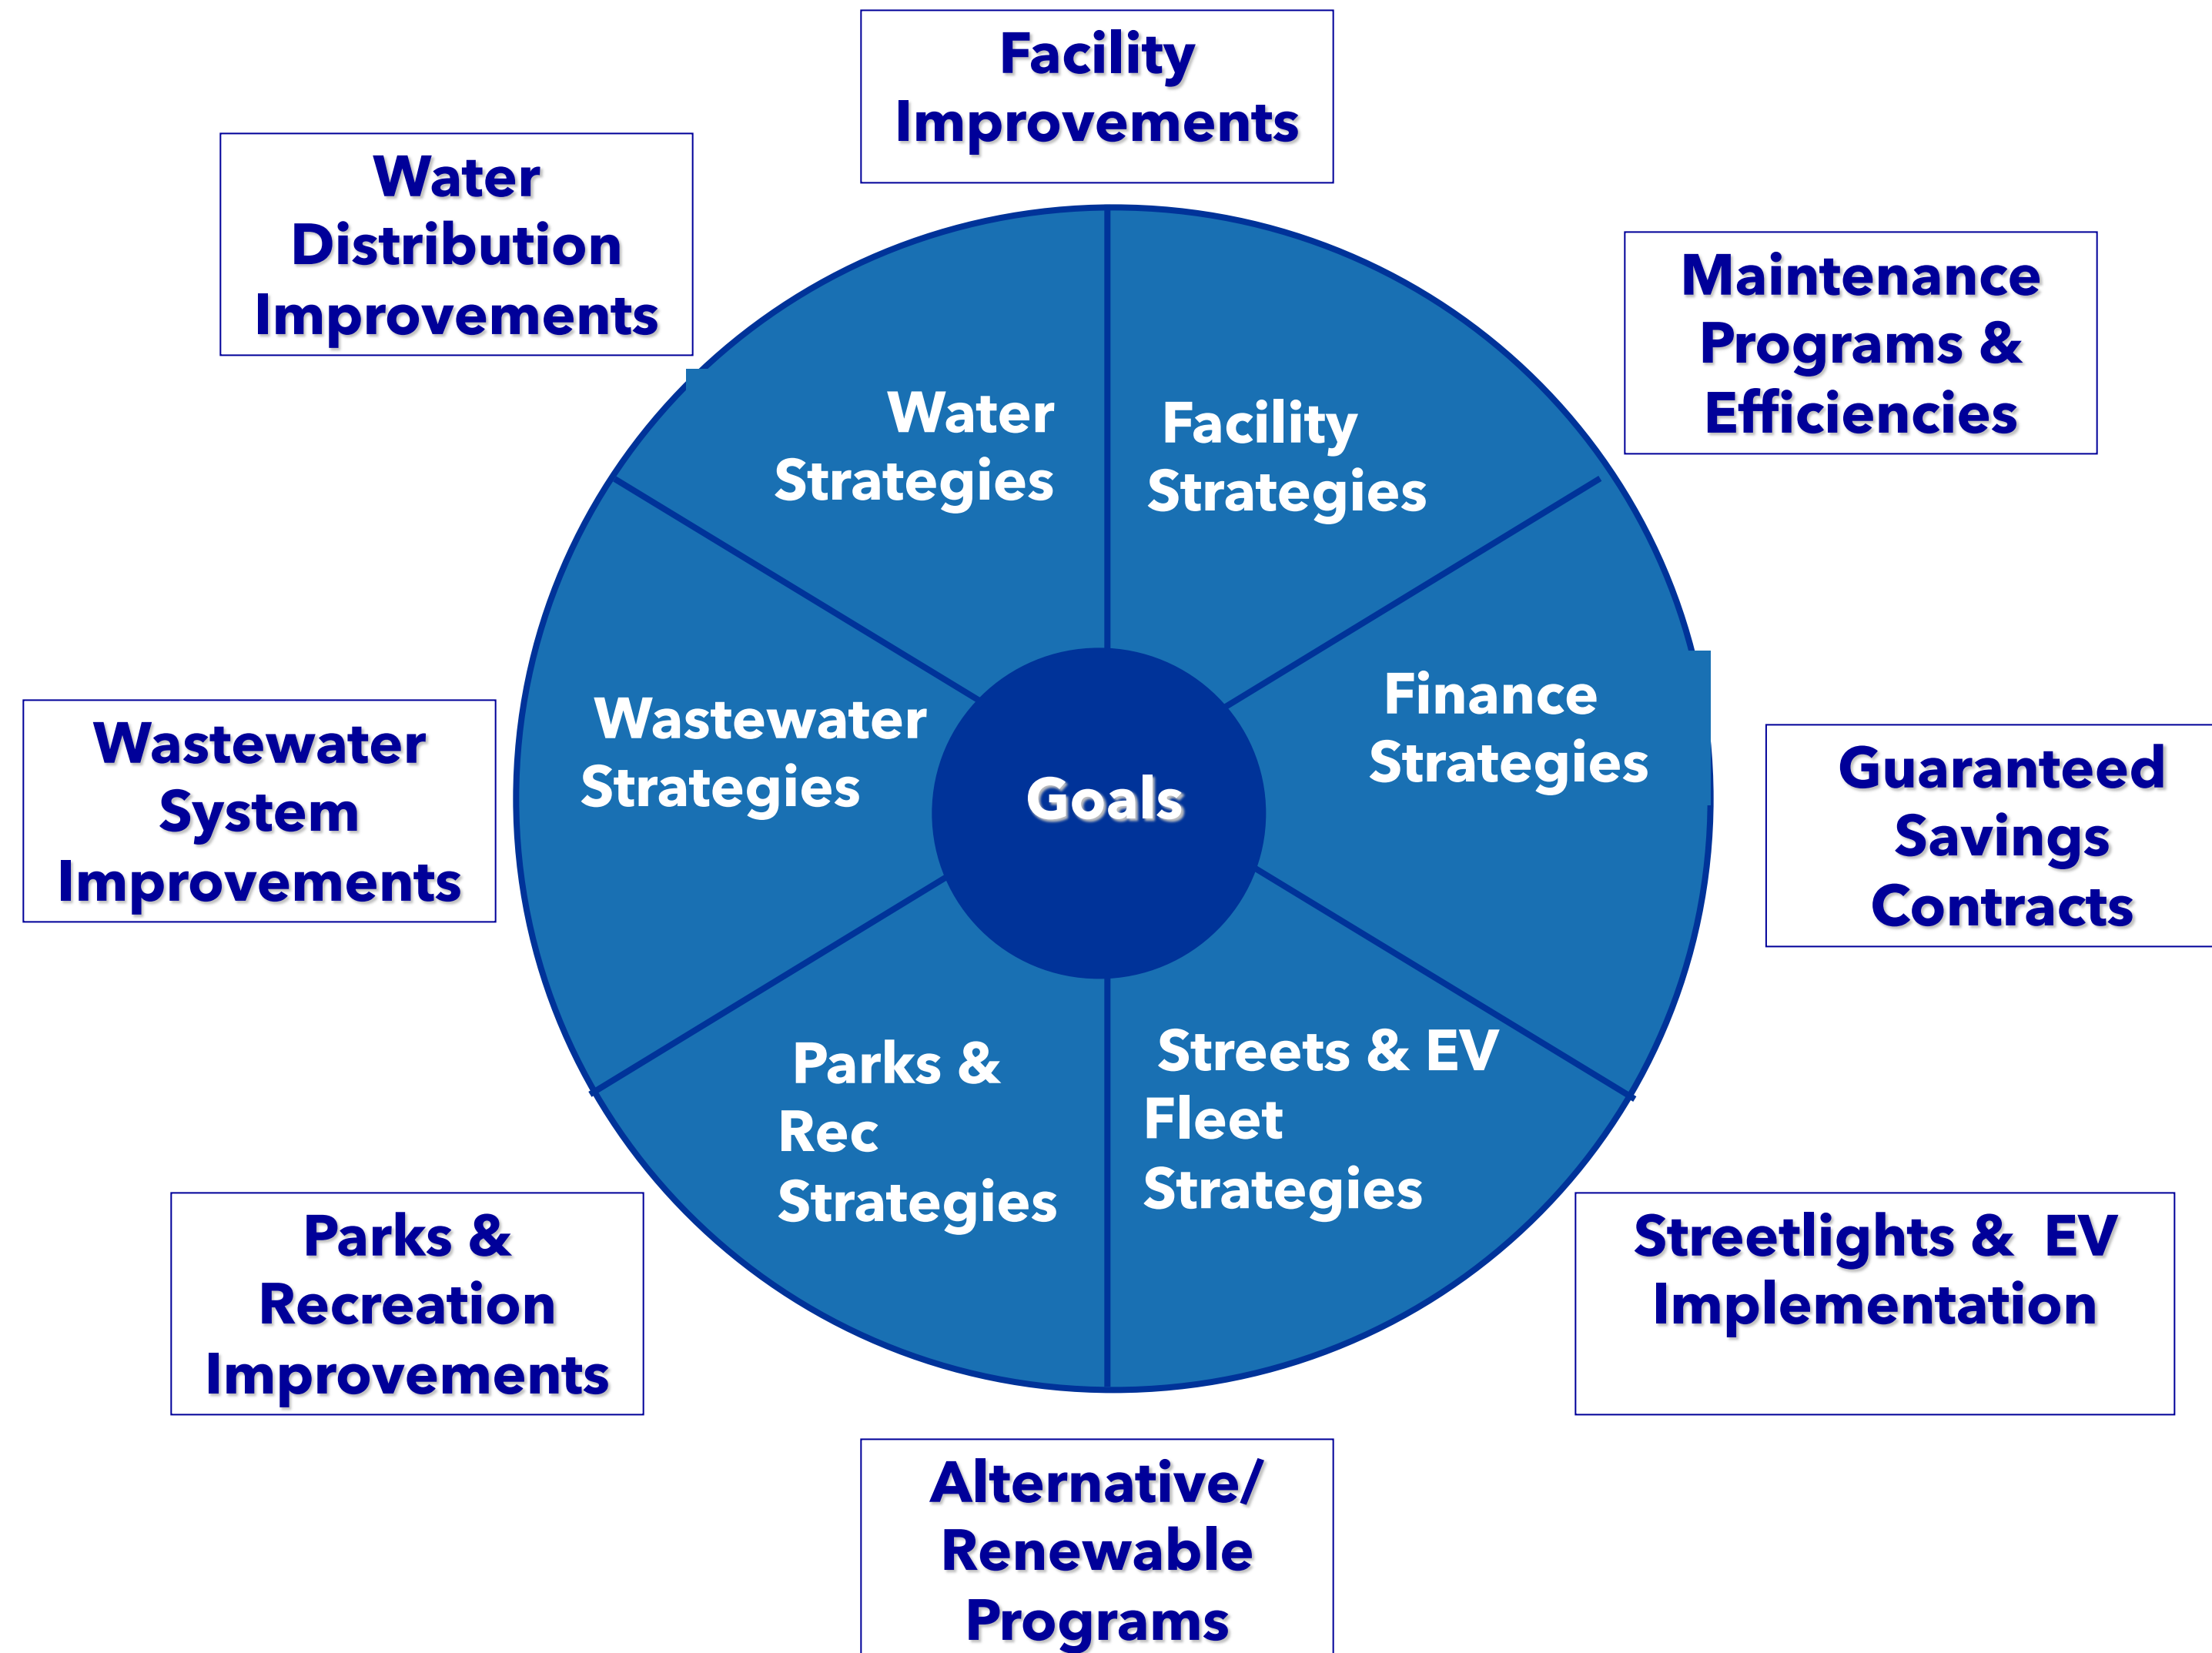 Facility
Improvements
Water
Distribution
Improvements
Maintenance
Programs &
Efficiencies
Water
Strategies
Facility
Strategies
Wastewater
Strategies
Goals
Finance
Strategies
Wastewater
System
Improvements
Guaranteed
Savings
Contracts
Parks &
Rec
Strategies
Streets & EV
Fleet
Strategies
Parks &
Recreation
Improvements
Streetlights &  EV
Implementation
Alternative/
Renewable
Programs